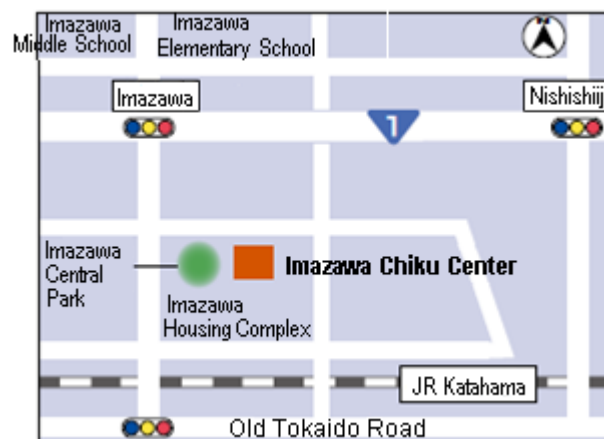 Imazawa
Middle School
Imazawa
Elementary School
Imazawa
Nishishiij
1
Imazawa
Central
Park
Imazawa Chiku Center
Imazawa
Housing Complex
JR Katahama
Old Tokaido Road